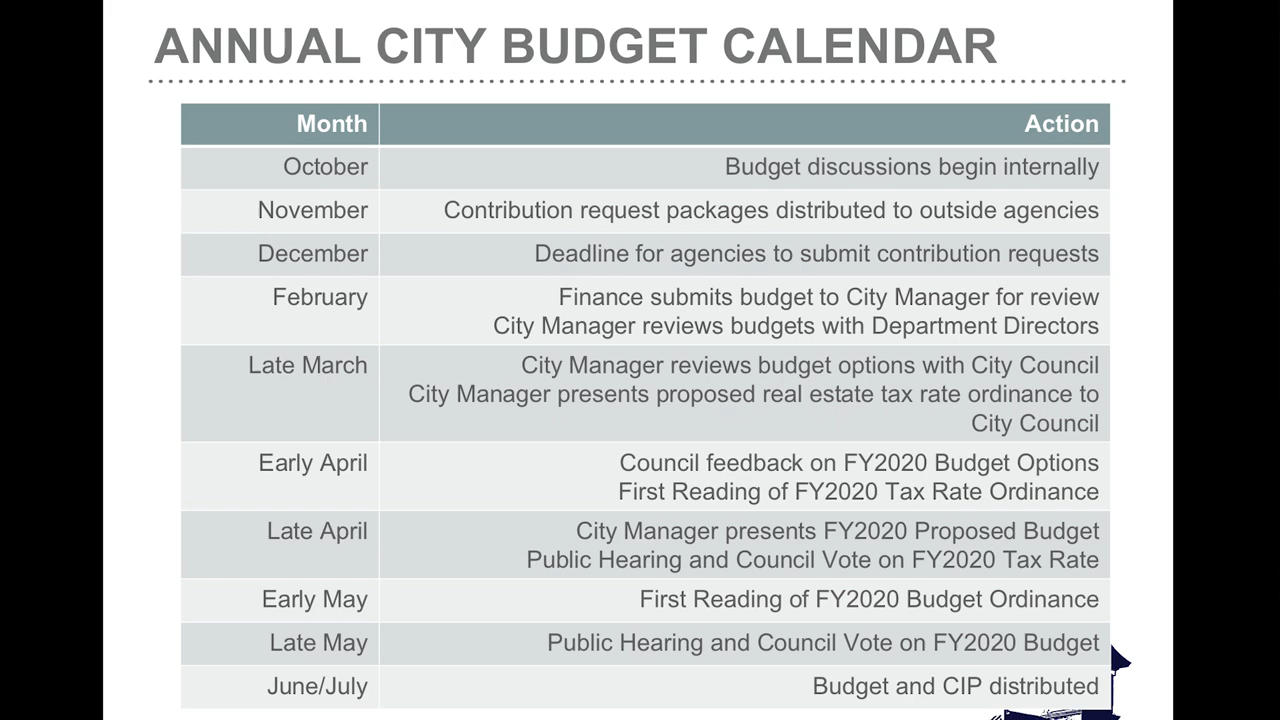 ANNUAL CITY BUDGET CALENDAR
Month Action
October Budget discussions begin internally
November Contribution request packages distributed to outside agencies
December Deadline for agencies to submit contribution requests
February Finance submits budget to City Manager for review
City Manager reviews budgets with Department Directors
Late March City Manager reviews budget options with City Council
City Manager presents proposed real estate tax rate ordinance to
City Council
Early April Council feedback on FY2020 Budget Options
First Reading of FY2020 Tax Rate Ordinance
Late April City Manager presents FY2020 Proposed Budget
Public Hearing and Council Vote on FY2020 Tax Rate
Early May First Reading of FY2020 Budget Ordinance
Late May Public Hearing and Council Vote on FY2020 Budget
June/July Budget and CIP distributed